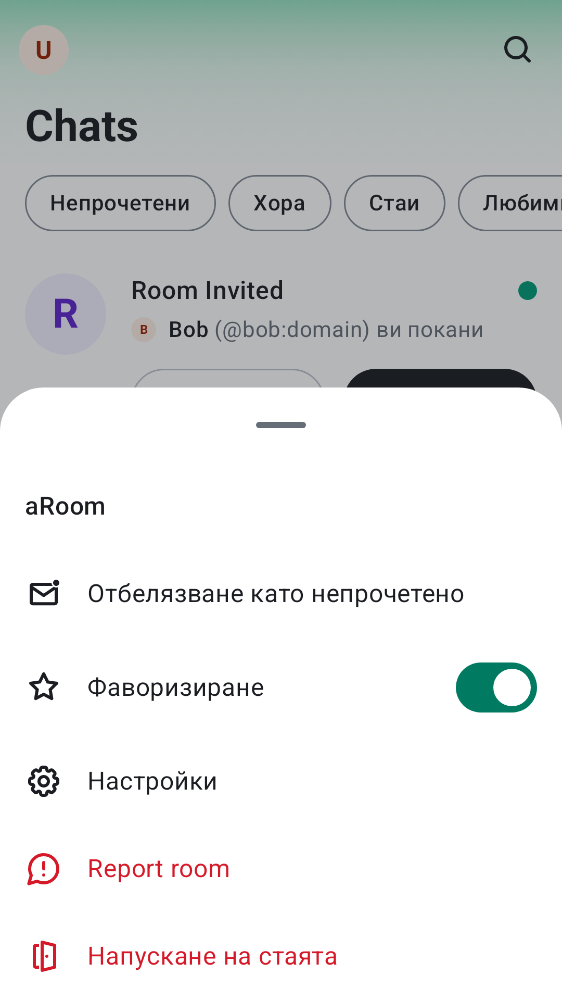 U
Chats
Непрочетени
Хора
Стаи
Любим
R
Room Invited
B Bob (@bob:domain) ви покани
aRoom
Отбелязване като непрочетено
Фаворизиране
Настройки
Report room
Напускане на стаята